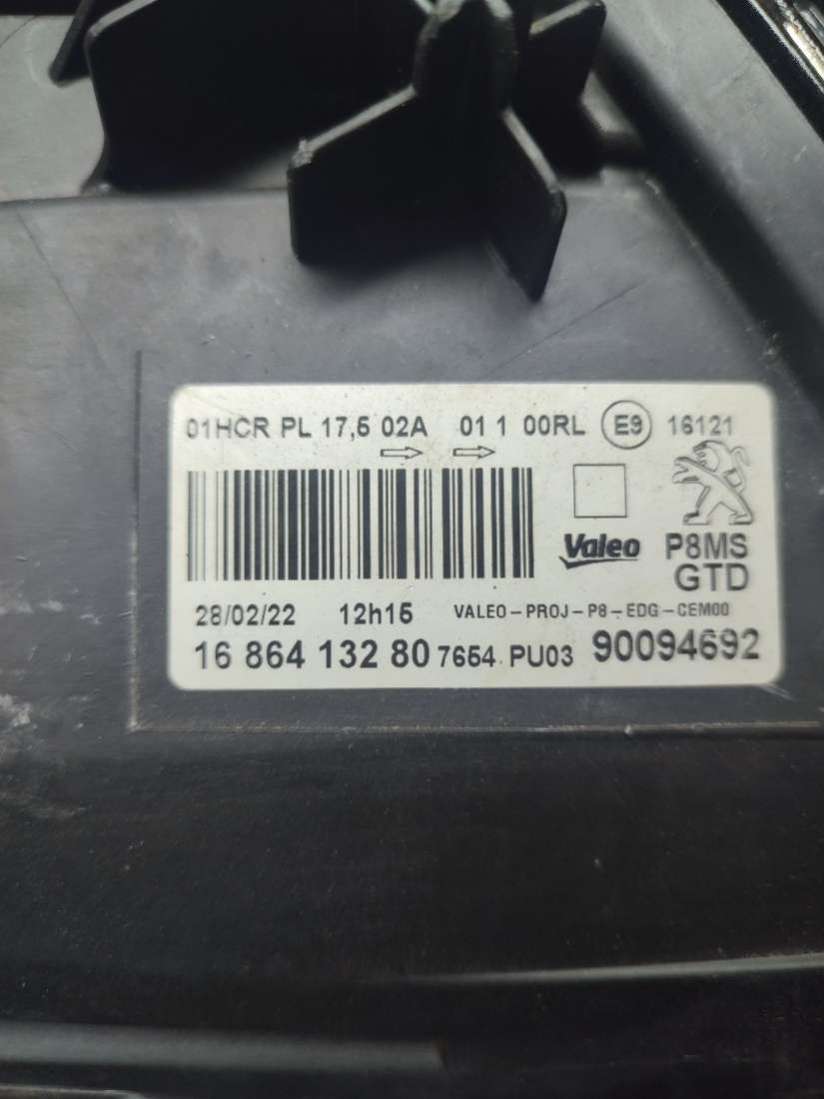 01HCR PL 17,5 02A 01 1 00RL E9 16121
Valeo
P8MS
GTD
28/02/22 12h15 VALEO-PROJ-P8-EDG-CEM00
16 864 132 80 7654 PU03 90094692